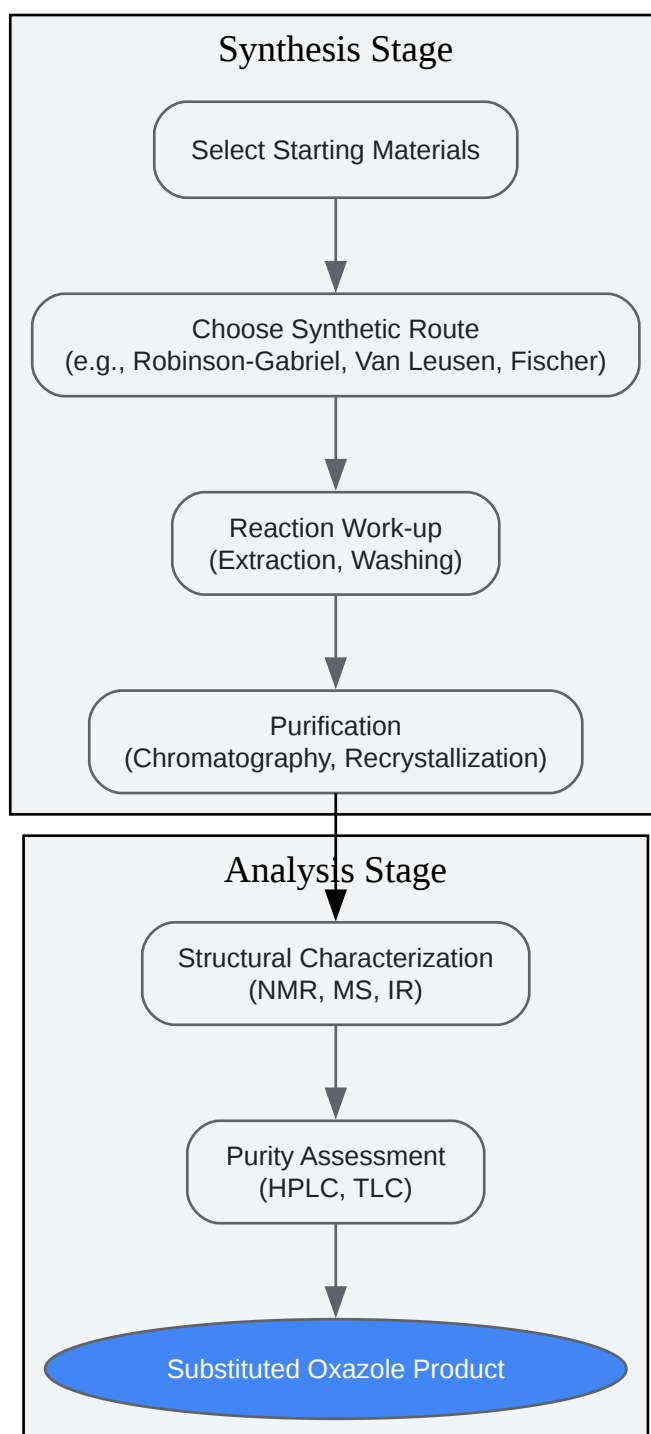 Synthesis Stage
Select Starting Materials
Choose Synthetic Route
(e.g., Robinson-Gabriel, Van Leusen, Fischer)
Reaction Work-up
(Extraction, Washing)
Purification
(Chromatography, Recrystallization)
Analysis Stage
Structural Characterization
(NMR, MS, IR)
Purity Assessment
(HPLC, TLC)
Substituted Oxazole Product